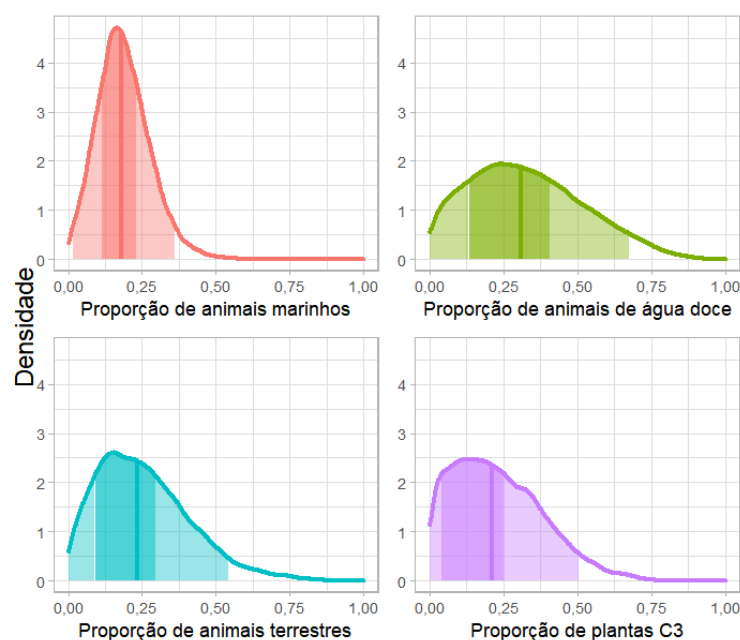 Densidade
4
3
2
1
0
0,00 0,25 0,50 0,75 1,00
Proporção de animais marinhos
4
3
2
1
0
0,00 0,25 0,50 0,75 1,00
Proporção de animais de água doce
4
3
2
1
0
0,00 0,25 0,50 0,75 1,00
Proporção de animais terrestres
4
3
2
1
0
0,00 0,25 0,50 0,75 1,00
Proporção de plantas C3